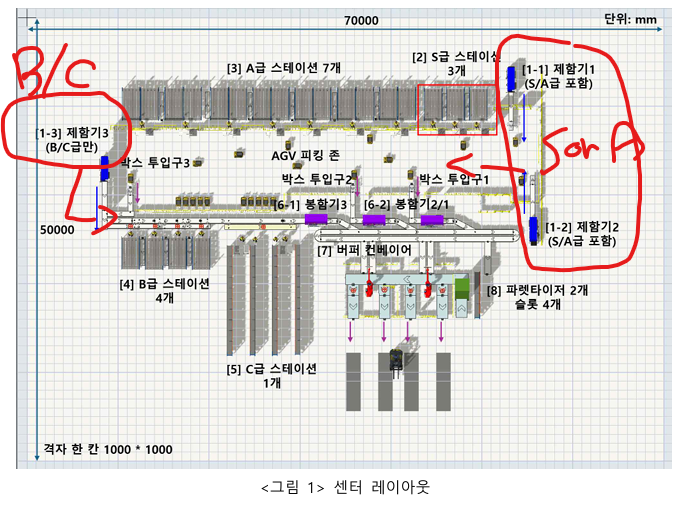 70000
단위: mm
B/C
[3] A급 스테이션 7개
[2] S급 스테이션
3개
[1-1] 제함기1
(S/A급 포함)
[1-3] 제함기3
(B/C급만)
박스 투입구3
AGV 피킹 존
박스 투입구2
박스 투입구1
S or A
50000
[6-1] 봉함기3
[6-2] 봉함기2/1
[1-2] 제함기2
(S/A급 포함)
[7] 버퍼 컨베이어
[4] B급 스테이션
4개
[8] 파렛타이저 2개
슬롯 4개
[5] C급 스테이션
1개
격자 한 칸 1000 * 1000
<그림 1> 센터 레이아웃